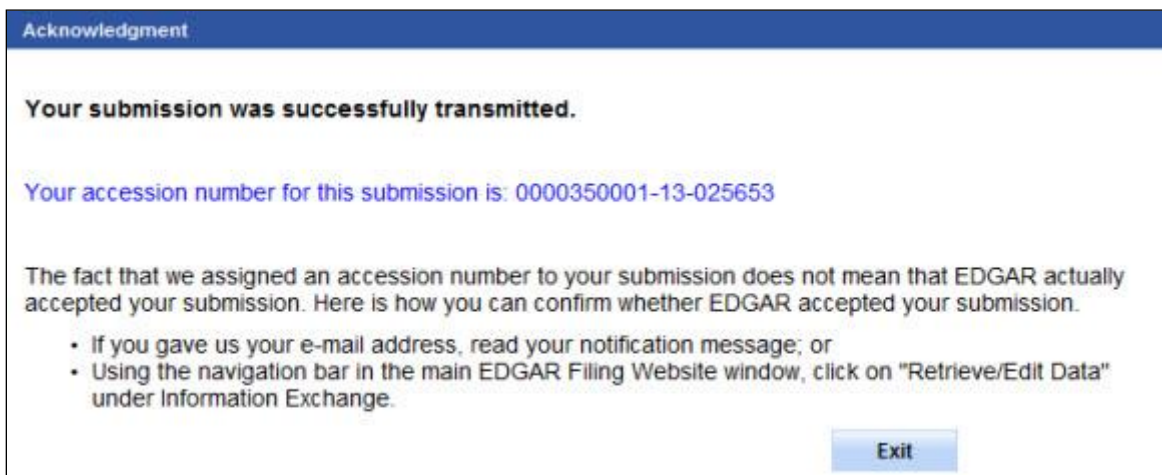 Acknowledgment
Your submission was successfully transmitted.
Your accession number for this submission is: 0000350001-13-025653
The fact that we assigned an accession number to your submission does not mean that EDGAR actually
accepted your submission. Here is how you can confirm whether EDGAR accepted your submission.
• If you gave us your e-mail address, read your notification message; or
• Using the navigation bar in the main EDGAR Filing Website window, click on "Retrieve/Edit Data"
under Information Exchange.
Exit